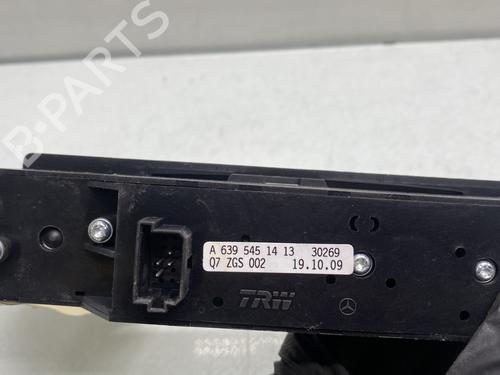 A 639 545 14 13 30269
Q7 ZGS 002 19.10.09
TRW
B-PARTS